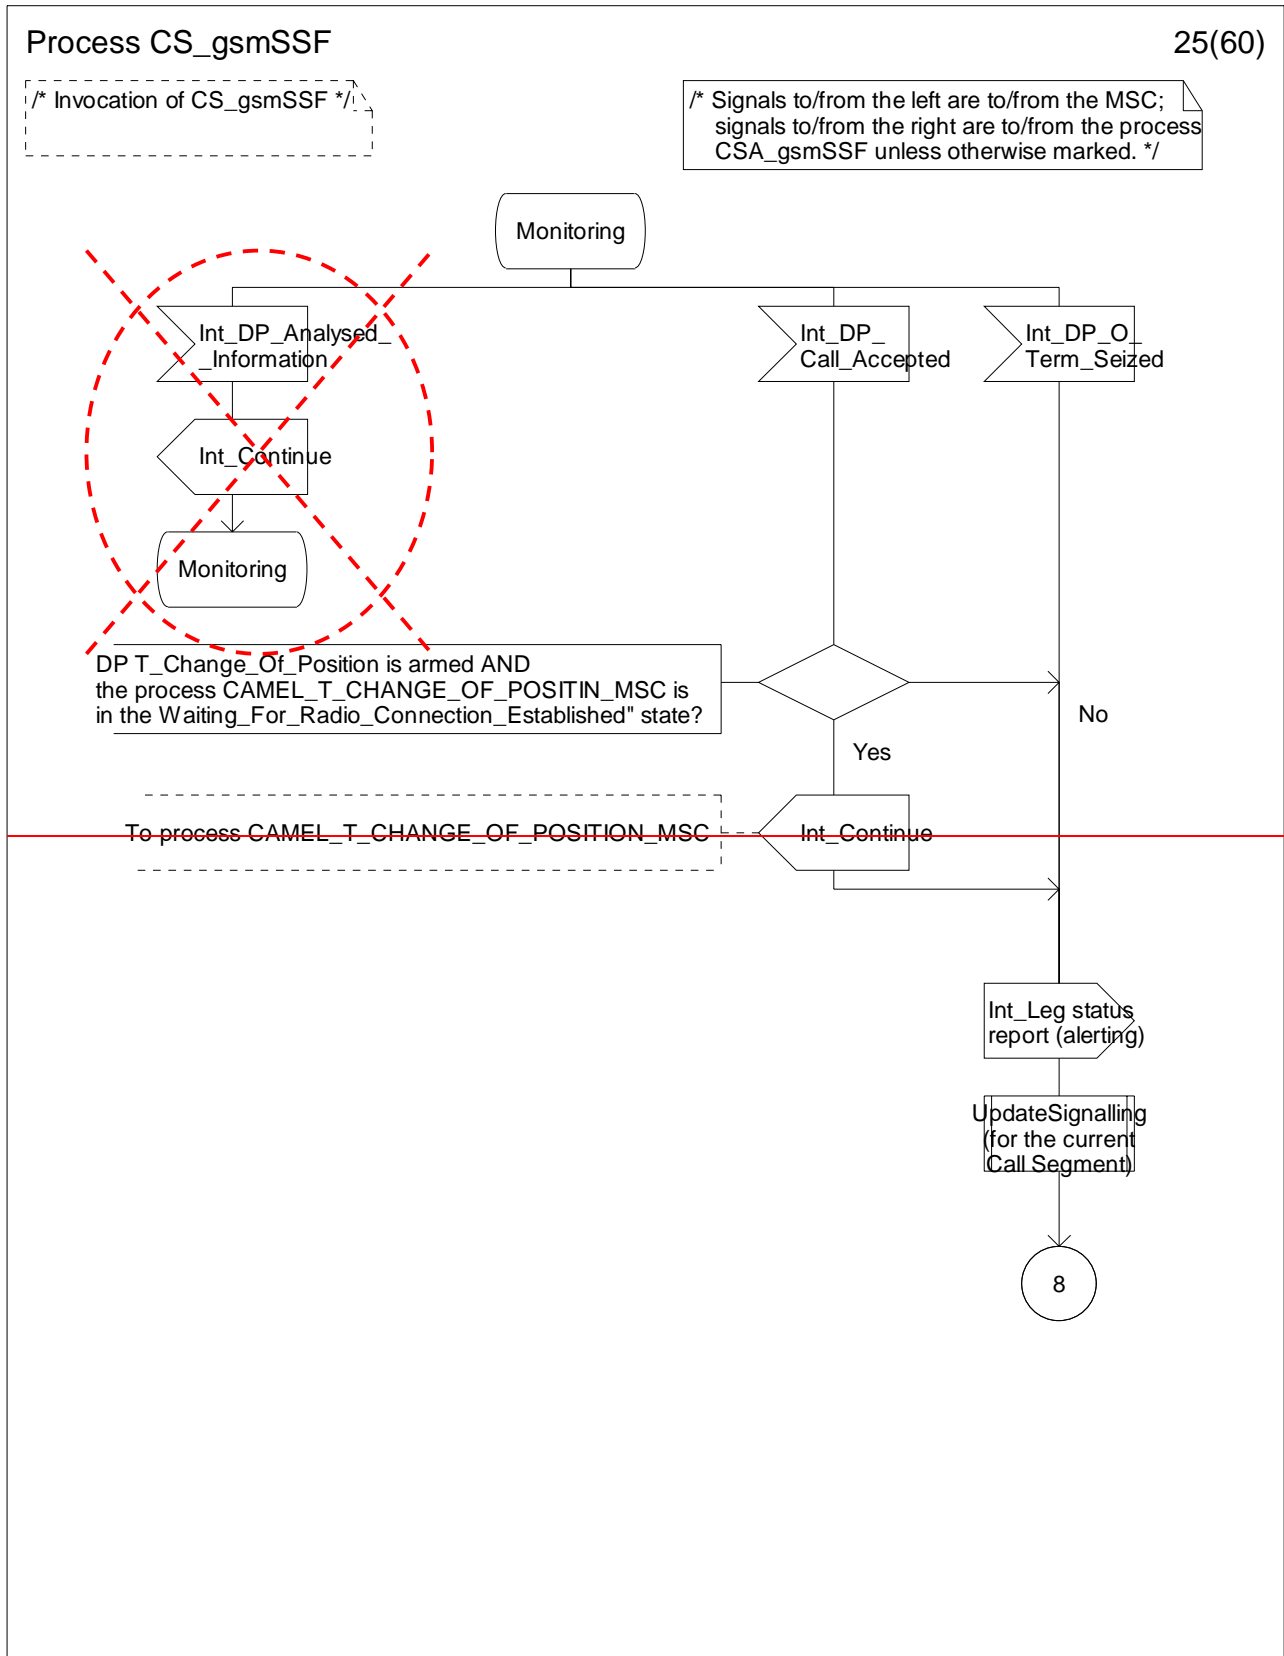 Process CS_gsmSSF
25(60)
/* Invocation of CS_gsmSSF */
/* Signals to/from the left are to/from the MSC;
signals to/from the right are to/from the process
CSA_gsmSSF unless otherwise marked. */
Monitoring
Int_DP_Analysed_
_Information
Int_DP_
Call_Accepted
Int_DP_O_
Term_Seized
Int_Continue
Monitoring
DP T_Change_Of_Position is armed AND
the process CAMEL_T_CHANGE_OF_POSITIN_MSC is
in the Waiting_For_Radio_Connection_Established" state?
No
Yes
To process CAMEL_T_CHANGE_OF_POSITION_MSC
Int_Continue
Int_Leg status
report (alerting)
UpdateSignalling
(for the current
Call Segment)
8